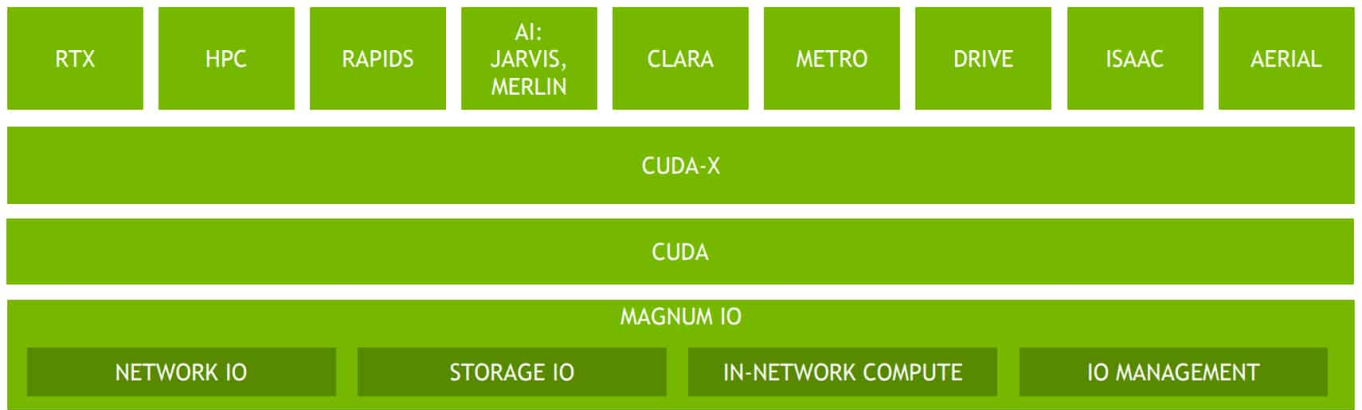 RTX
HPC
RAPIDS
AI:
JARVIS,
MERLIN
CLARA
METRO
DRIVE
ISAAC
AERIAL
CUDA-X
CUDA
MAGNUM IO
NETWORK IO
STORAGE IO
IN-NETWORK COMPUTE
IO MANAGEMENT